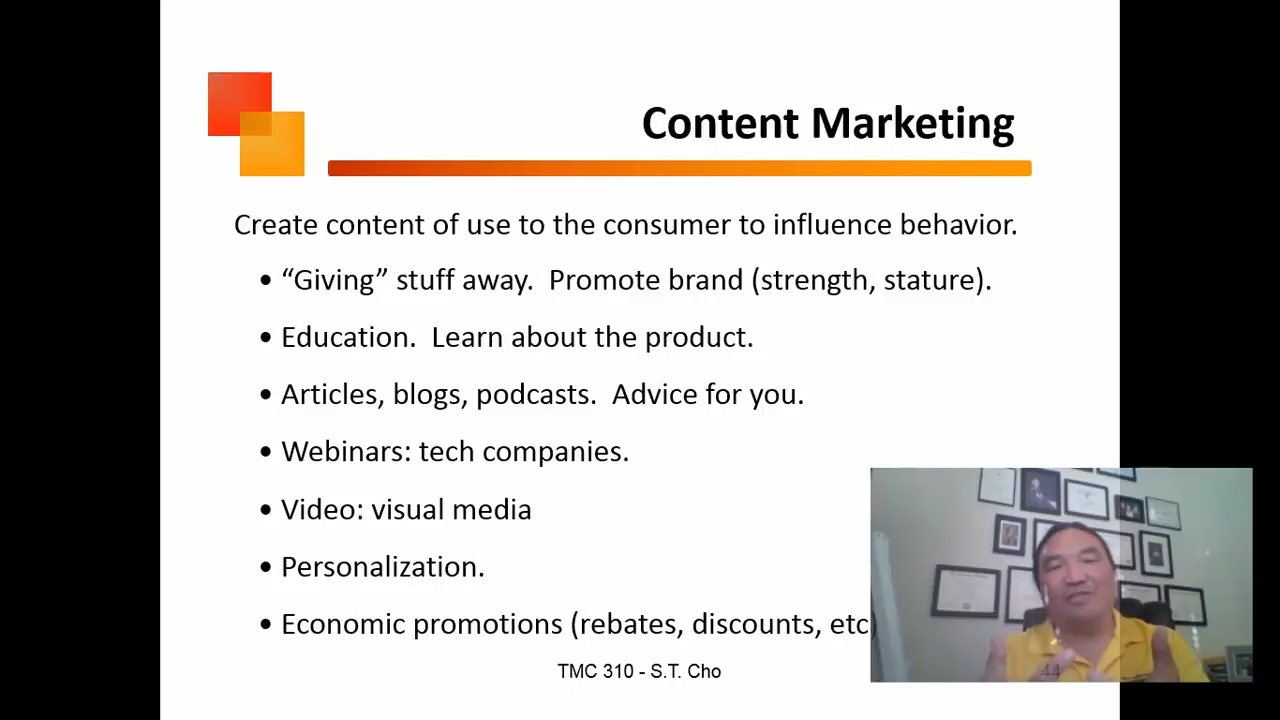 Content Marketing
Create content of use to the consumer to influence behavior.
• “Giving” stuff away.  Promote brand (strength, stature).
• Education.  Learn about the product.
• Articles, blogs, podcasts.  Advice for you.
• Webinars: tech companies.
• Video: visual media
• Personalization.
• Economic promotions (rebates, discounts, etc)
TMC 310 - S.T. Cho
44